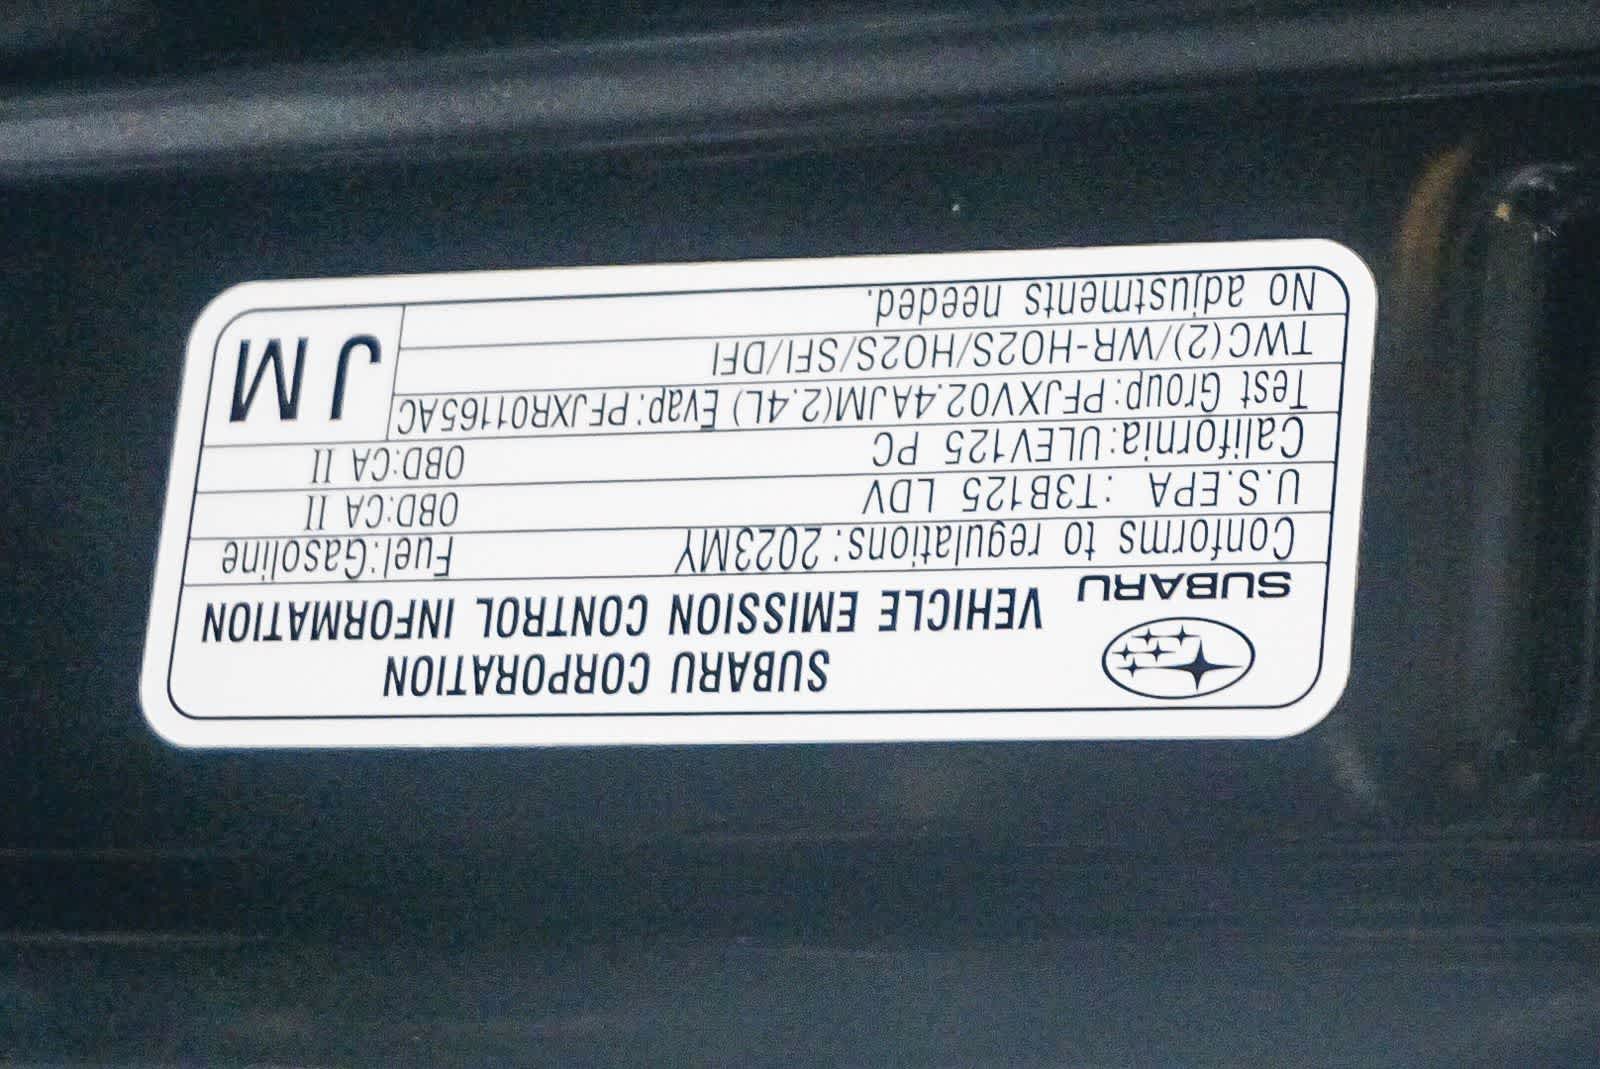 SUBARU CORPORATION
SUBARU VEHICLE EMISSION CONTROL INFORMATION
Conforms to regulations:2023MY Fuel:Gasoline
U.S.EPA :T3B125 LDV OBD:CA II
California:ULEV125 PC OBD:CA II
Test Group:PFJXV02.4AJM(2.4L) Evap:PFJXR01165AC
TWC(2)/WR-HO2S/HO2S/SFI/DFI
No adjustments needed.
JM